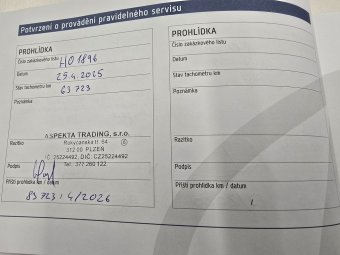 Potvrzení o provádění pravidelného servisu
PROHLÍDKA
Číslo zakázkového listu HO1896
Datum 29.4.2025
Stav tachometru km 63 723
Poznámka
ASPEKTA TRADING, s.r.o.
Rokycanská tř. 64
312 00 PLZEŇ
IČ: 25224492, DIČ: CZ25224492
Tel.: 377 260 122
Razítko
Podpis
Příští prohlídka km / datum
83 723 / 4/2026
PROHLÍDKA
Číslo zakázkového listu
Datum
Stav tachometru km
Poznámka
Razítko
Podpis
Příští prohlídka km / datum
/